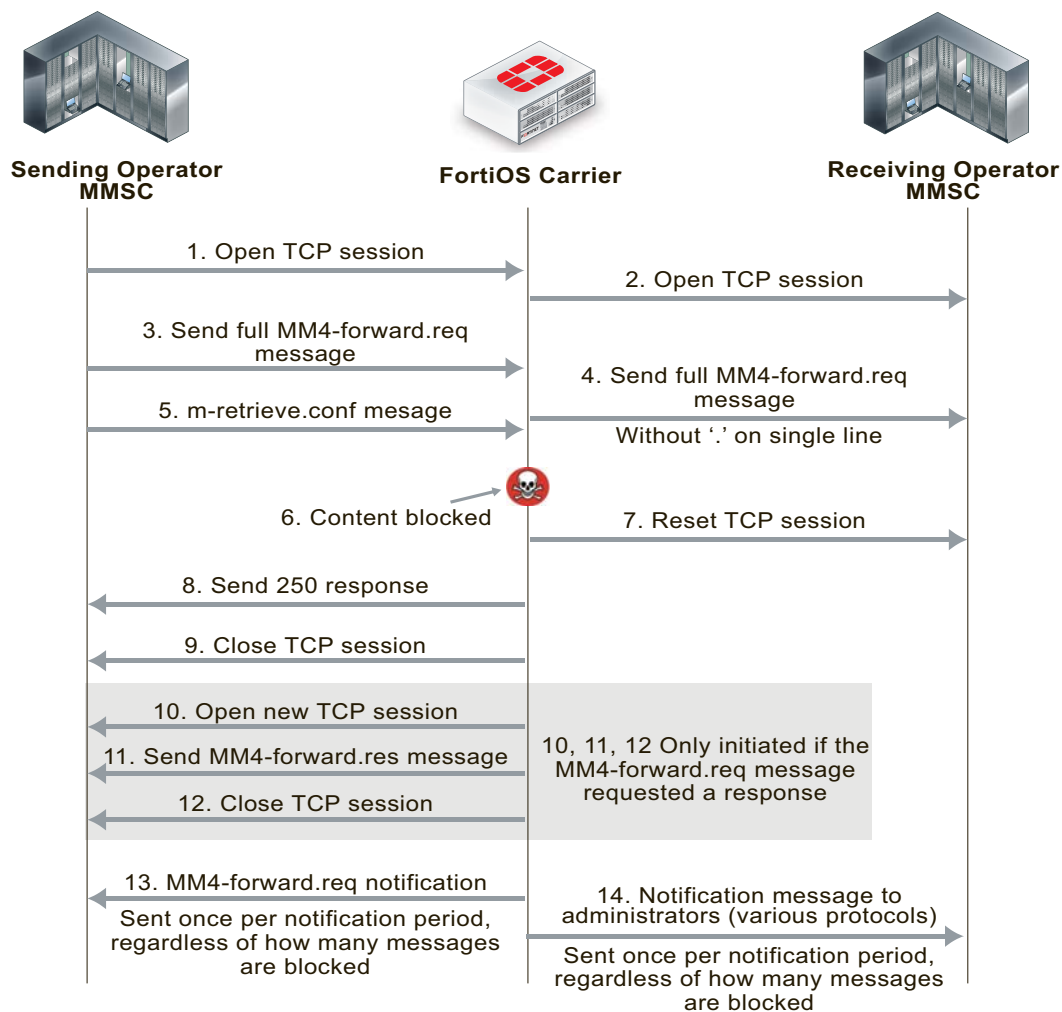 Sending Operator
MMSC
FortiOS Carrier
Receiving Operator
MMSC
1. Open TCP session
2. Open TCP session
3. Send full MM4-forward.req
message
4. Send full MM4-forward.req
message
Without ‘.’ on single line
5. m-retrieve.conf mesage
6. Content blocked
7. Reset TCP session
8. Send 250 response
9. Close TCP session
10. Open new TCP session
11. Send MM4-forward.res message
12. Close TCP session
10, 11, 12 Only initiated if the
MM4-forward.req message
requested a response
13. MM4-forward.req notification
Sent once per notification period,
regardless of how many messages
are blocked
14. Notification message to
administrators (various protocols)
Sent once per notification period,
regardless of how many messages
are blocked